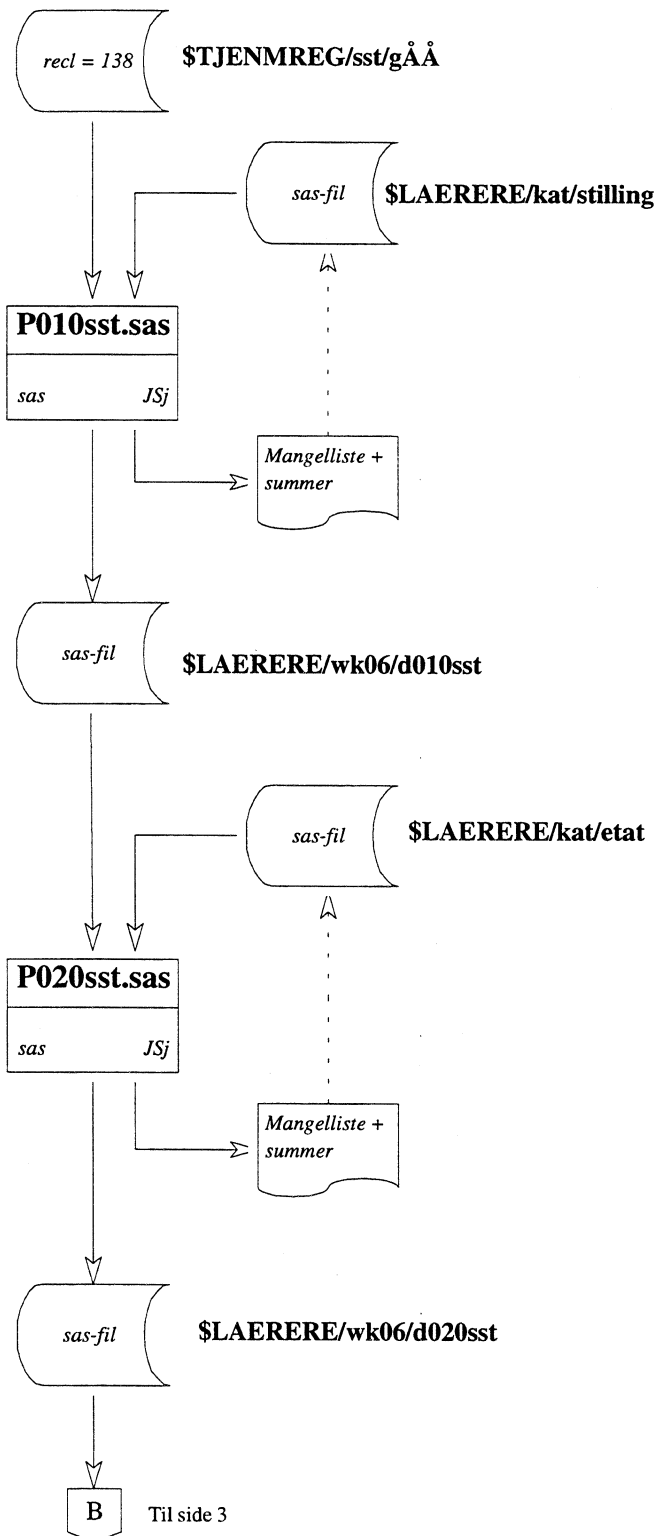 recl = 138
$TJENMREG/sst/gÅÅ
sas-fil
$LAERERE/kat/stilling
P010sst.sas
sas JSj
Mangelliste +
summer
sas-fil
$LAERERE/wk06/d010sst
sas-fil
$LAERERE/kat/etat
P020sst.sas
sas JSj
Mangelliste +
summer
sas-fil
$LAERERE/wk06/d020sst
B
Til side 3